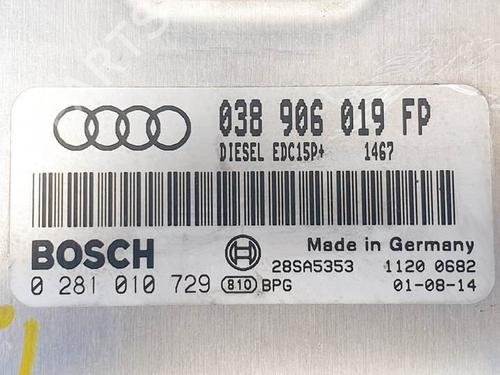 038 906 019 FP
DIESEL EDC15P+ 1467
BOSCH
Made in Germany
28SA5353 1120 0682
0 281 010 729 810 BPG 01-08-14